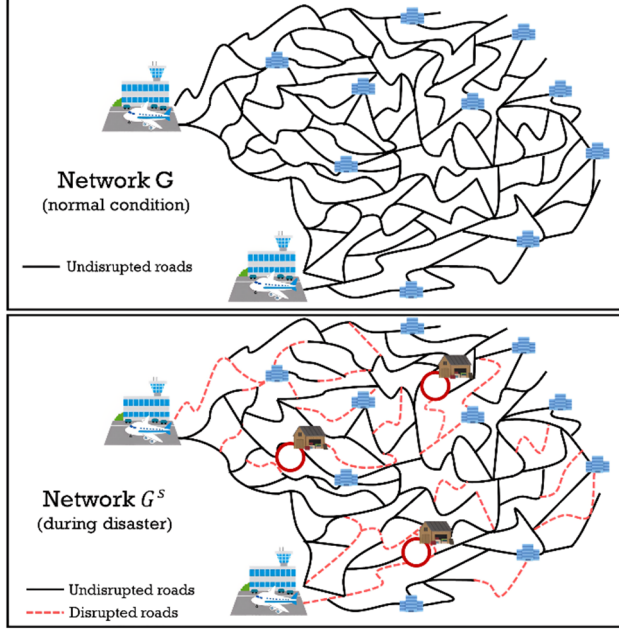 Network G
(normal condition)
Undisrupted roads
Network G^s
(during disaster)
Undisrupted roads
Disrupted roads